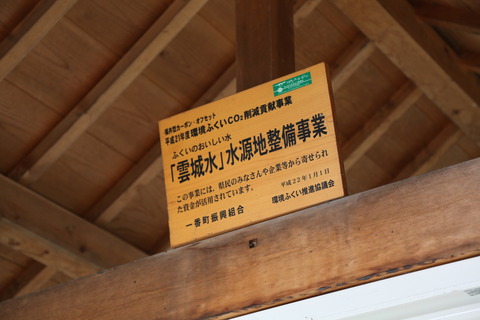 福井型カーボン・オフセット
平成21年度環境ふくいCO₂削減貢献事業
ふくいのおいしい水
「雲城水」水源地整備事業
この事業には、県民のみなさんや企業等から寄せられ
た資金が活用されています。
平成22年1月1日
一番町振興組合
環境ふくい推進協議会